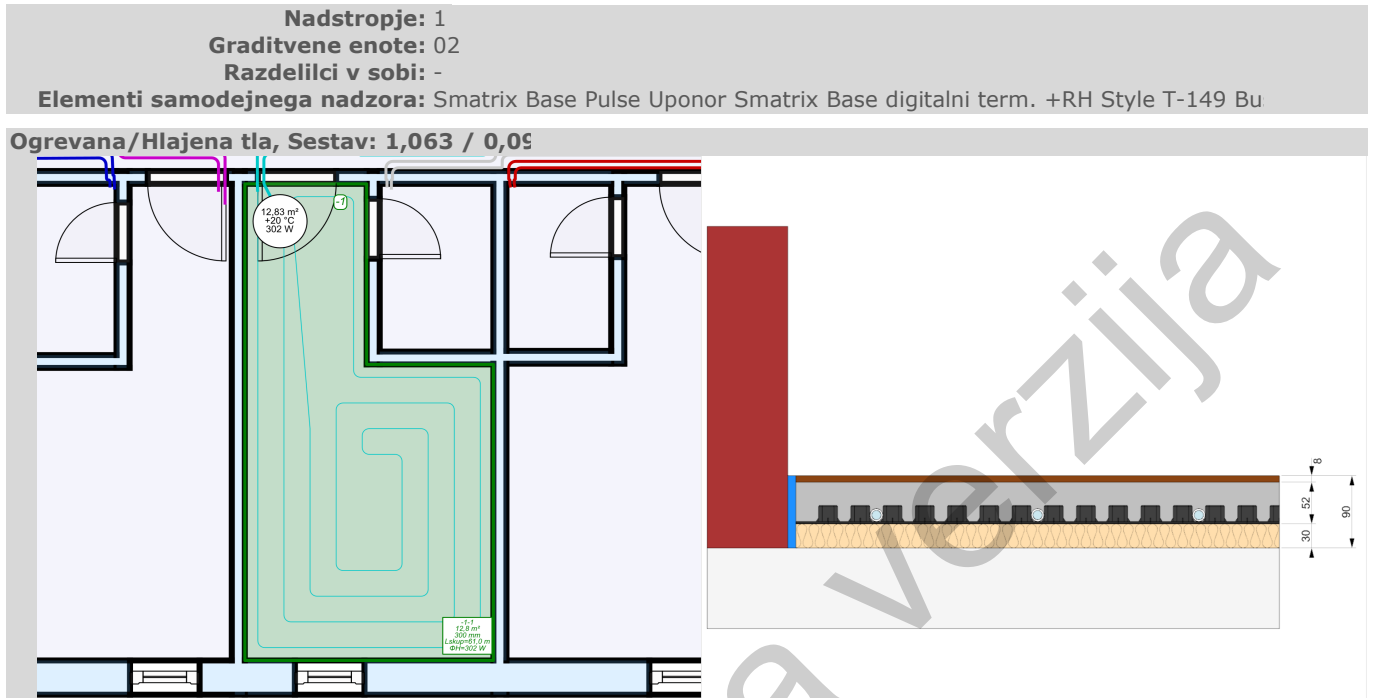 Nadstropje: 1
Graditvene enote: 02
Razdelilci v sobi: -
Elementi samodejnega nadzora: Smatrix Base Pulse Uponor Smatrix Base digitalni term. +RH Style T-149 Bu
Ogrevana/Hlajena tla, Sestav: 1,063 / 0,09
12,83 m²
+20 °C
302 W
-1
-1-1
12,8 m²
300 mm
Lskup=61,0 m
ΦH=302 W
8
52
90
30
a verzija